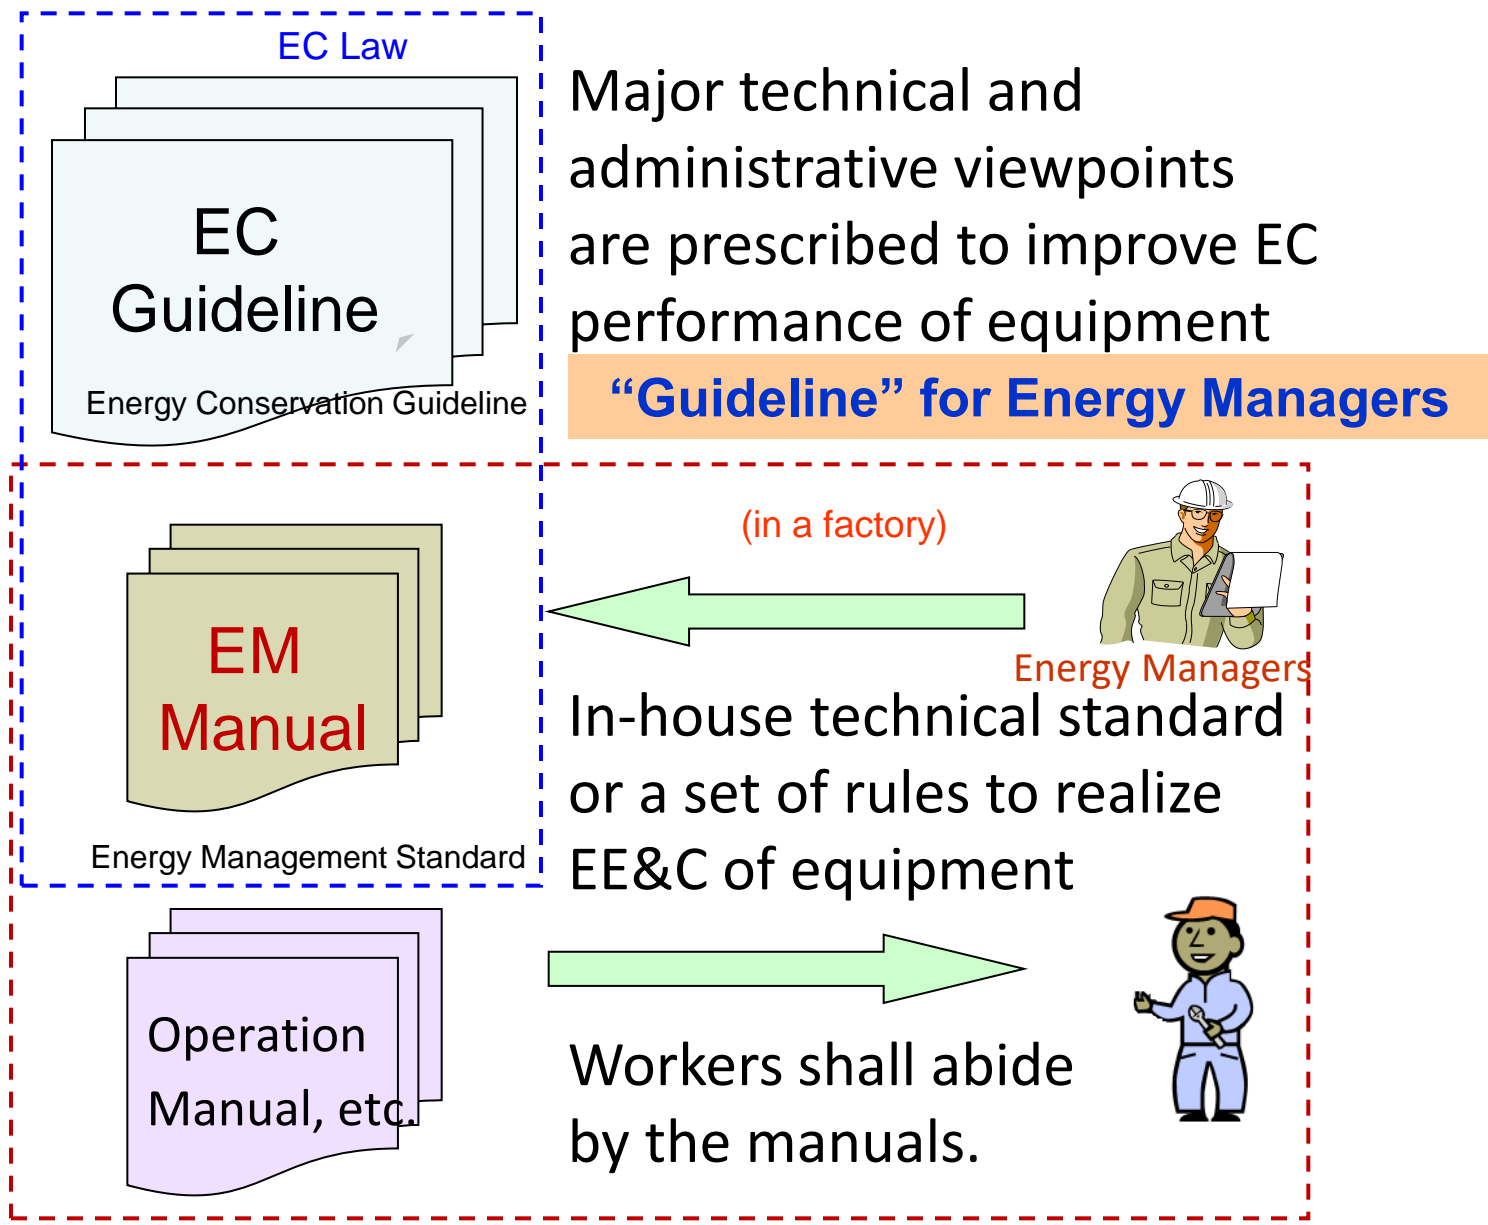 EC Law
EC
Guideline
Energy Conservation Guideline
Major technical and
administrative viewpoints
are prescribed to improve EC
performance of equipment
“Guideline” for Energy Managers
(in a factory)
Energy Managers
EM
Manual
Energy Management Standard
In-house technical standard
or a set of rules to realize
EE&C of equipment
Operation
Manual, etc.
Workers shall abide
by the manuals.